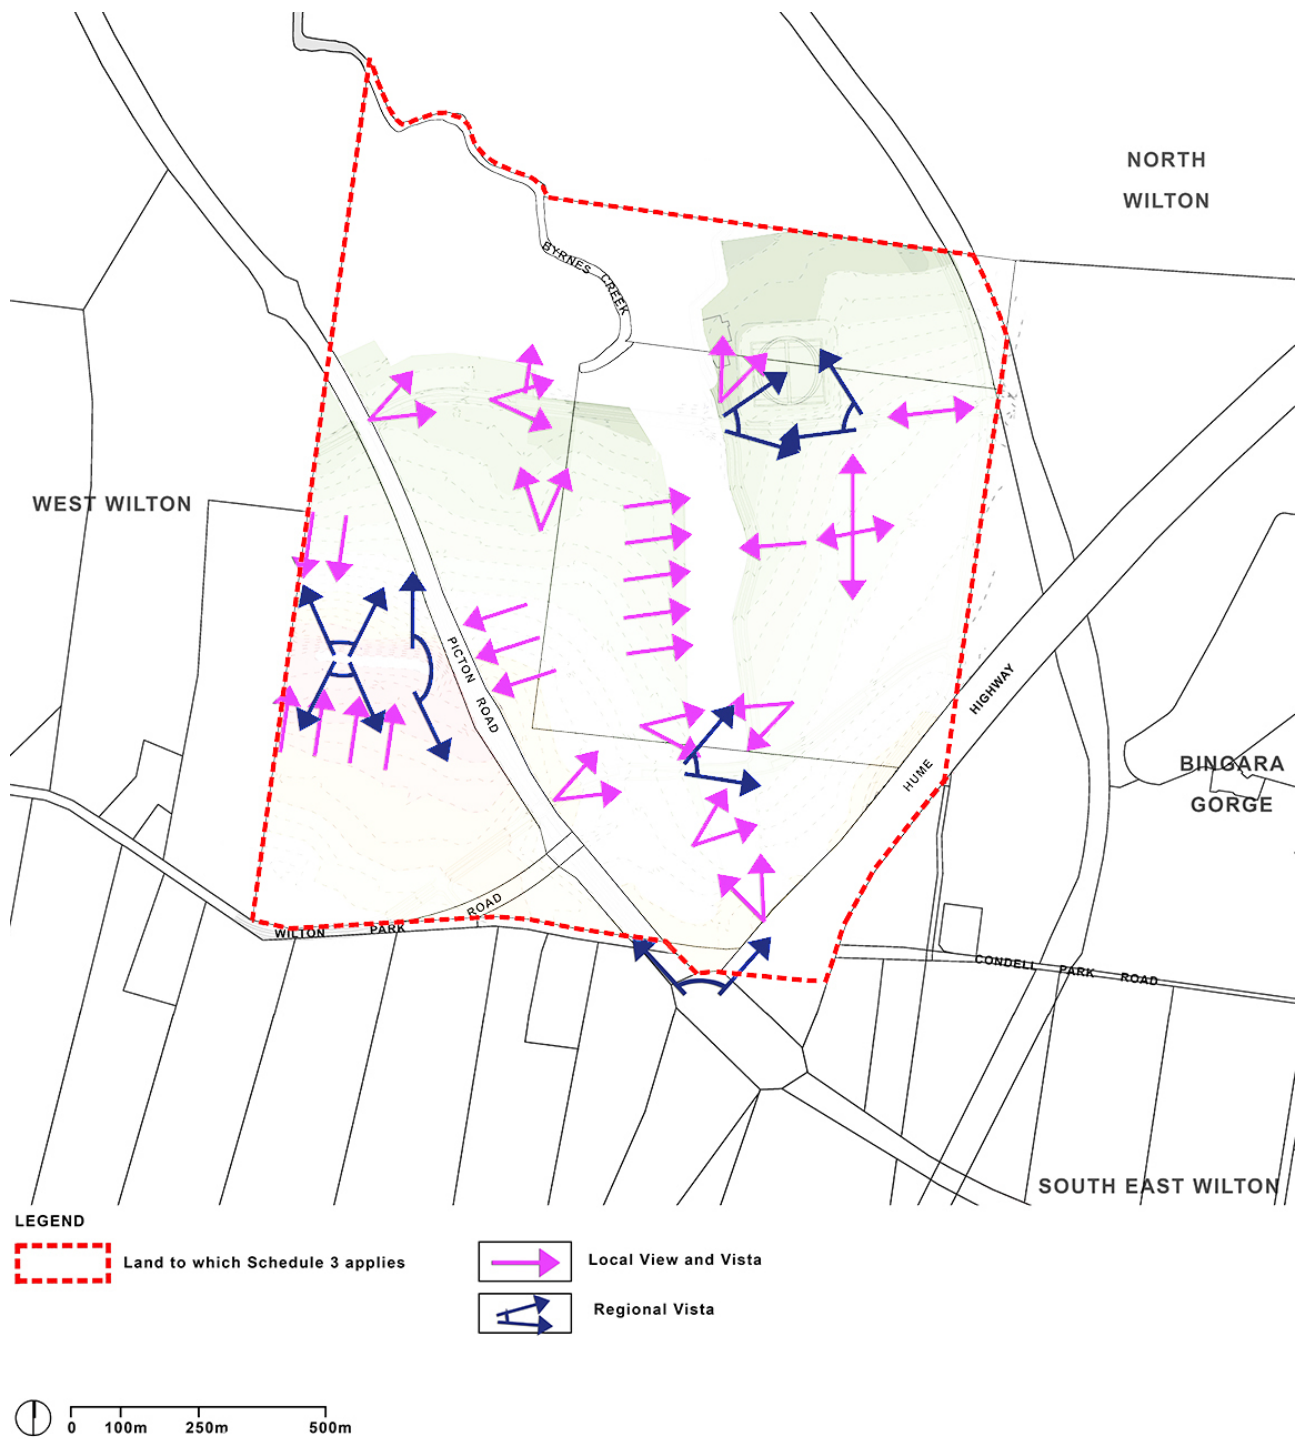 NORTH
WILTON
BYRNES CREEK
WEST WILTON
PICTON ROAD
HUME HIGHWAY
BINGARA
GORGE
ROAD
WILTON PARK
CONDELL PARK ROAD
SOUTH EAST WILTON
LEGEND
Land to which Schedule 3 applies
Local View and Vista
Regional Vista
0 100m 250m 500m